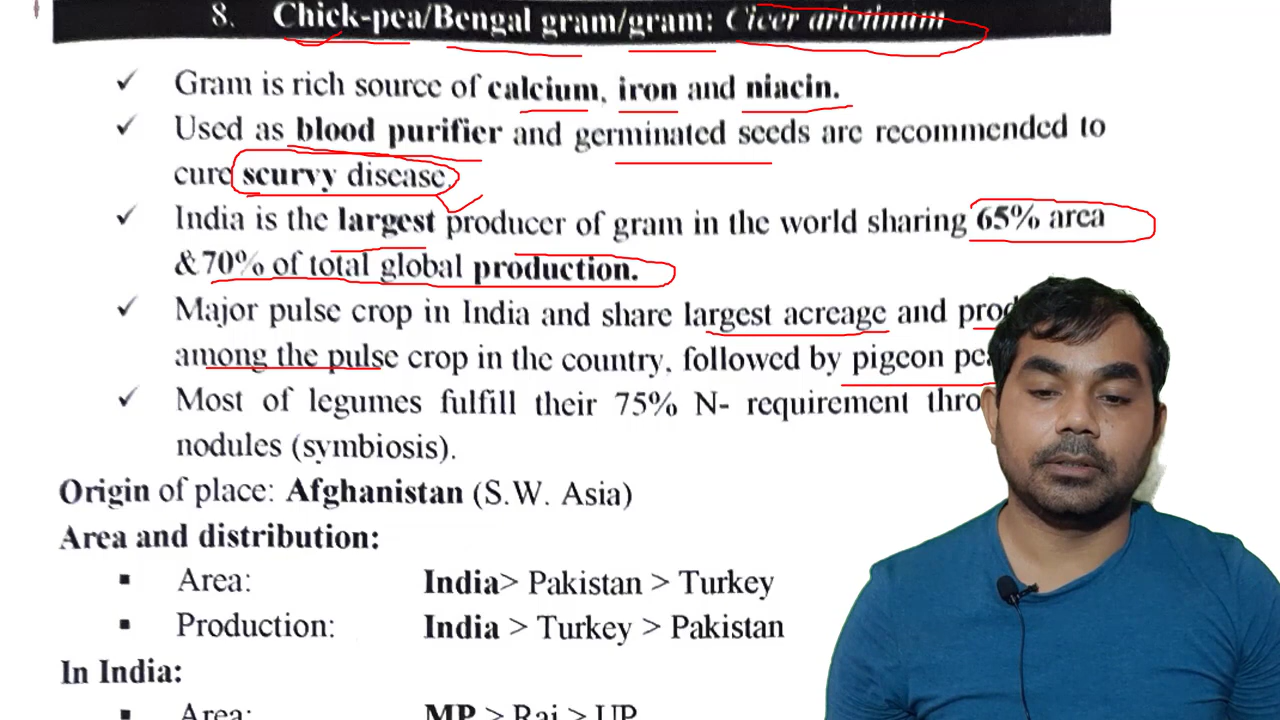 8. Chick-pea/Bengal gram/gram: Cicer arietinum
✓ Gram is rich source of calcium, iron and niacin.
✓ Used as blood purifier and germinated seeds are recommended to
cure scurvy disease.
✓ India is the largest producer of gram in the world sharing 65% area
&70% of total global production.
✓ Major pulse crop in India and share largest acreage and
among the pulse crop in the country, followed by pigeon
✓ Most of legumes fulfill their 75% N- requirement
nodules (symbiosis).
Origin of place: Afghanistan (S.W. Asia)
Area and distribution:
▪ Area: India> Pakistan > Turkey
▪ Production: India > Turkey > Pakistan
In India:
▪ Area: MP > Raj > UP